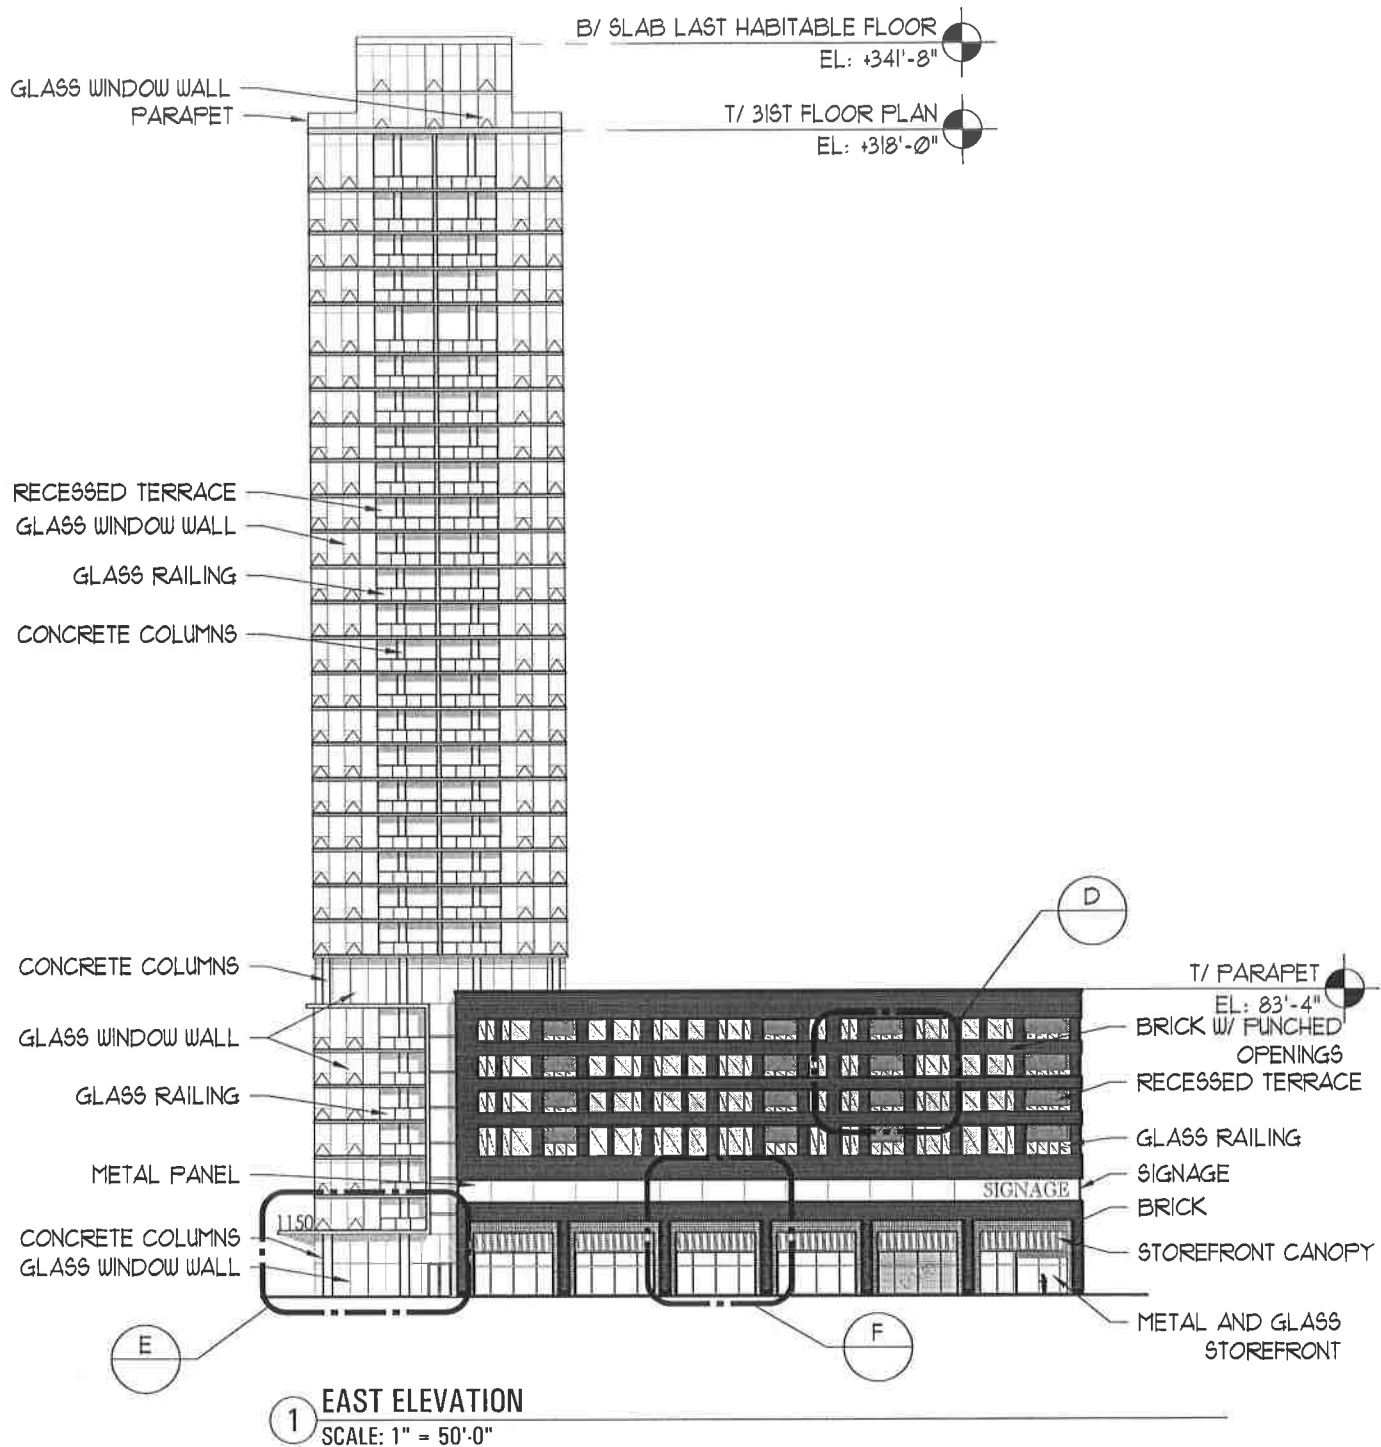 B/ SLAB LAST HABITABLE FLOOR
EL: +341'-8"
GLASS WINDOW WALL
PARAPET
T/ 31ST FLOOR PLAN
EL: +318'-0"
RECESSED TERRACE
GLASS WINDOW WALL
GLASS RAILING
CONCRETE COLUMNS
D
CONCRETE COLUMNS
T/ PARAPET
EL: 83'-4"
GLASS WINDOW WALL
BRICK W/ PUNCHED
OPENINGS
RECESSED TERRACE
GLASS RAILING
GLASS RAILING
METAL PANEL
SIGNAGE
SIGNAGE
BRICK
1150
CONCRETE COLUMNS
GLASS WINDOW WALL
STOREFRONT CANOPY
METAL AND GLASS
STOREFRONT
E
F
1 EAST ELEVATION
SCALE: 1" = 50'-0"